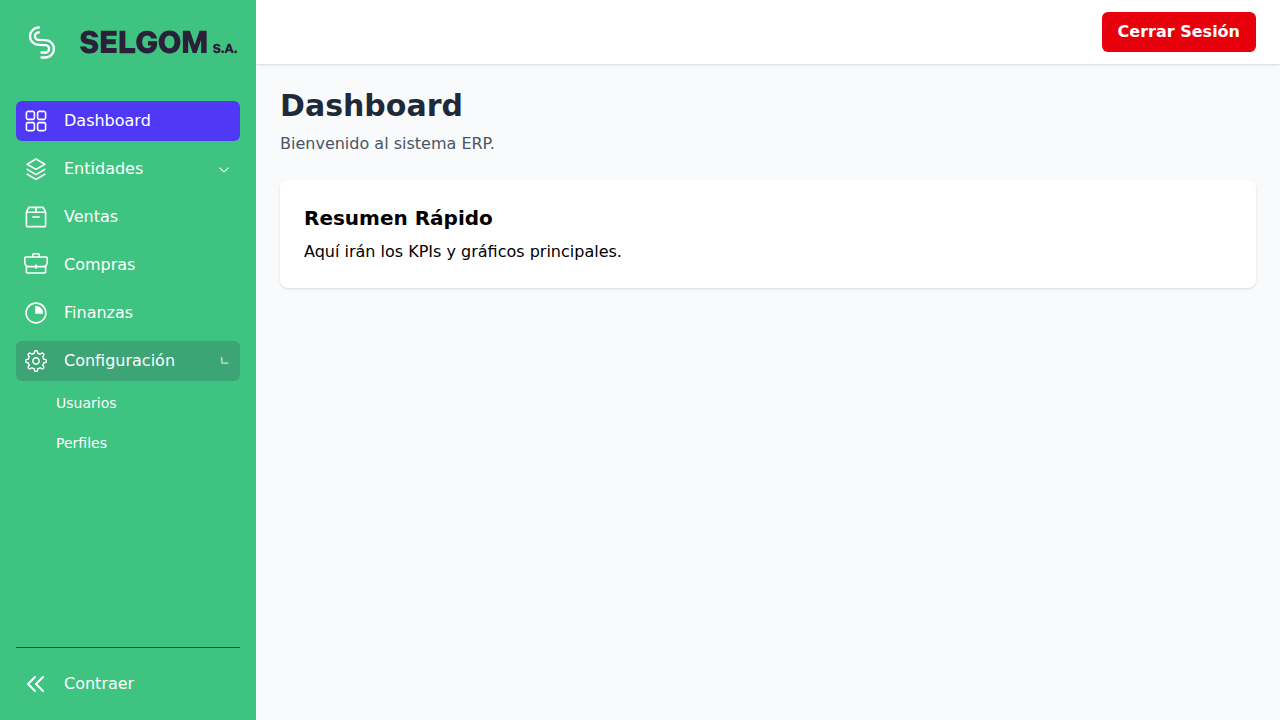 SELGOM S.A.
Cerrar Sesión
Dashboard
Entidades
Ventas
Compras
Finanzas
Configuración
Usuarios
Perfiles
Contraer
Dashboard
Bienvenido al sistema ERP.
Resumen Rápido
Aquí irán los KPIs y gráficos principales.